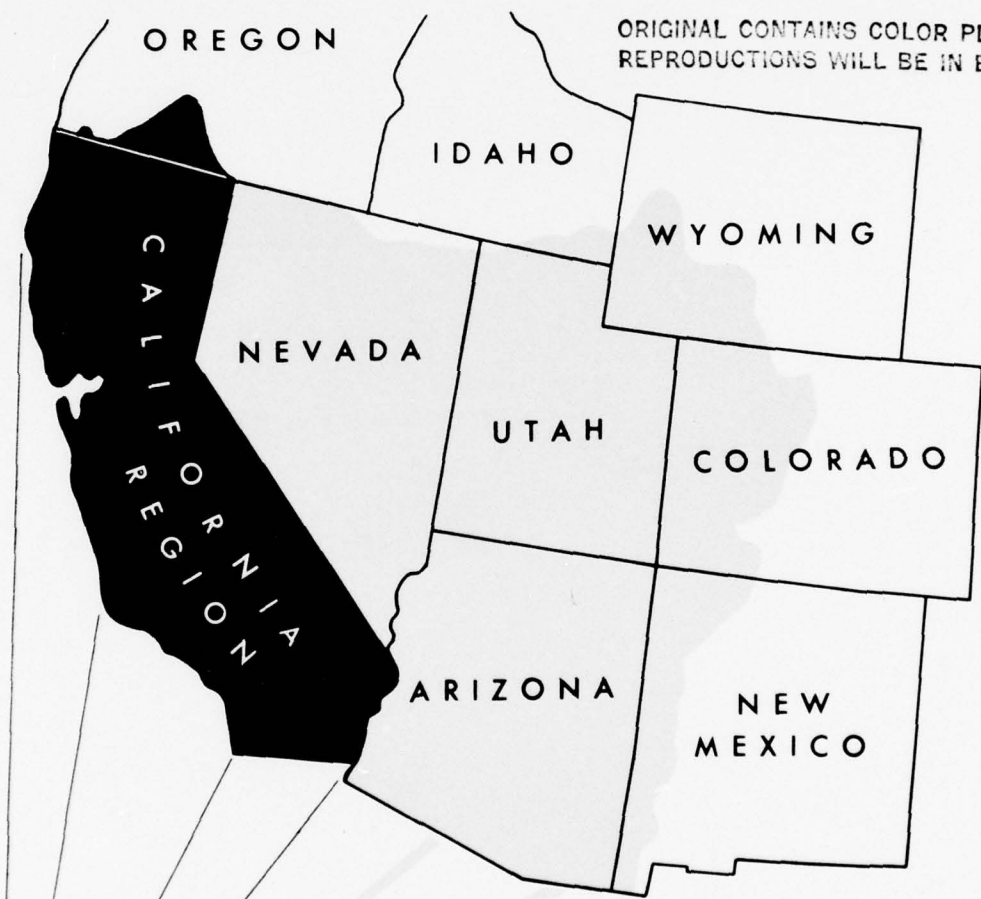 OREGON
ORIGINAL CONTAINS COLOR
REPRODUCTIONS WILL BE IN
IDAHO
WYOMING
CALIFORNIA
REGION
NEVADA
UTAH
COLORADO
ARIZONA
NEW
MEXICO